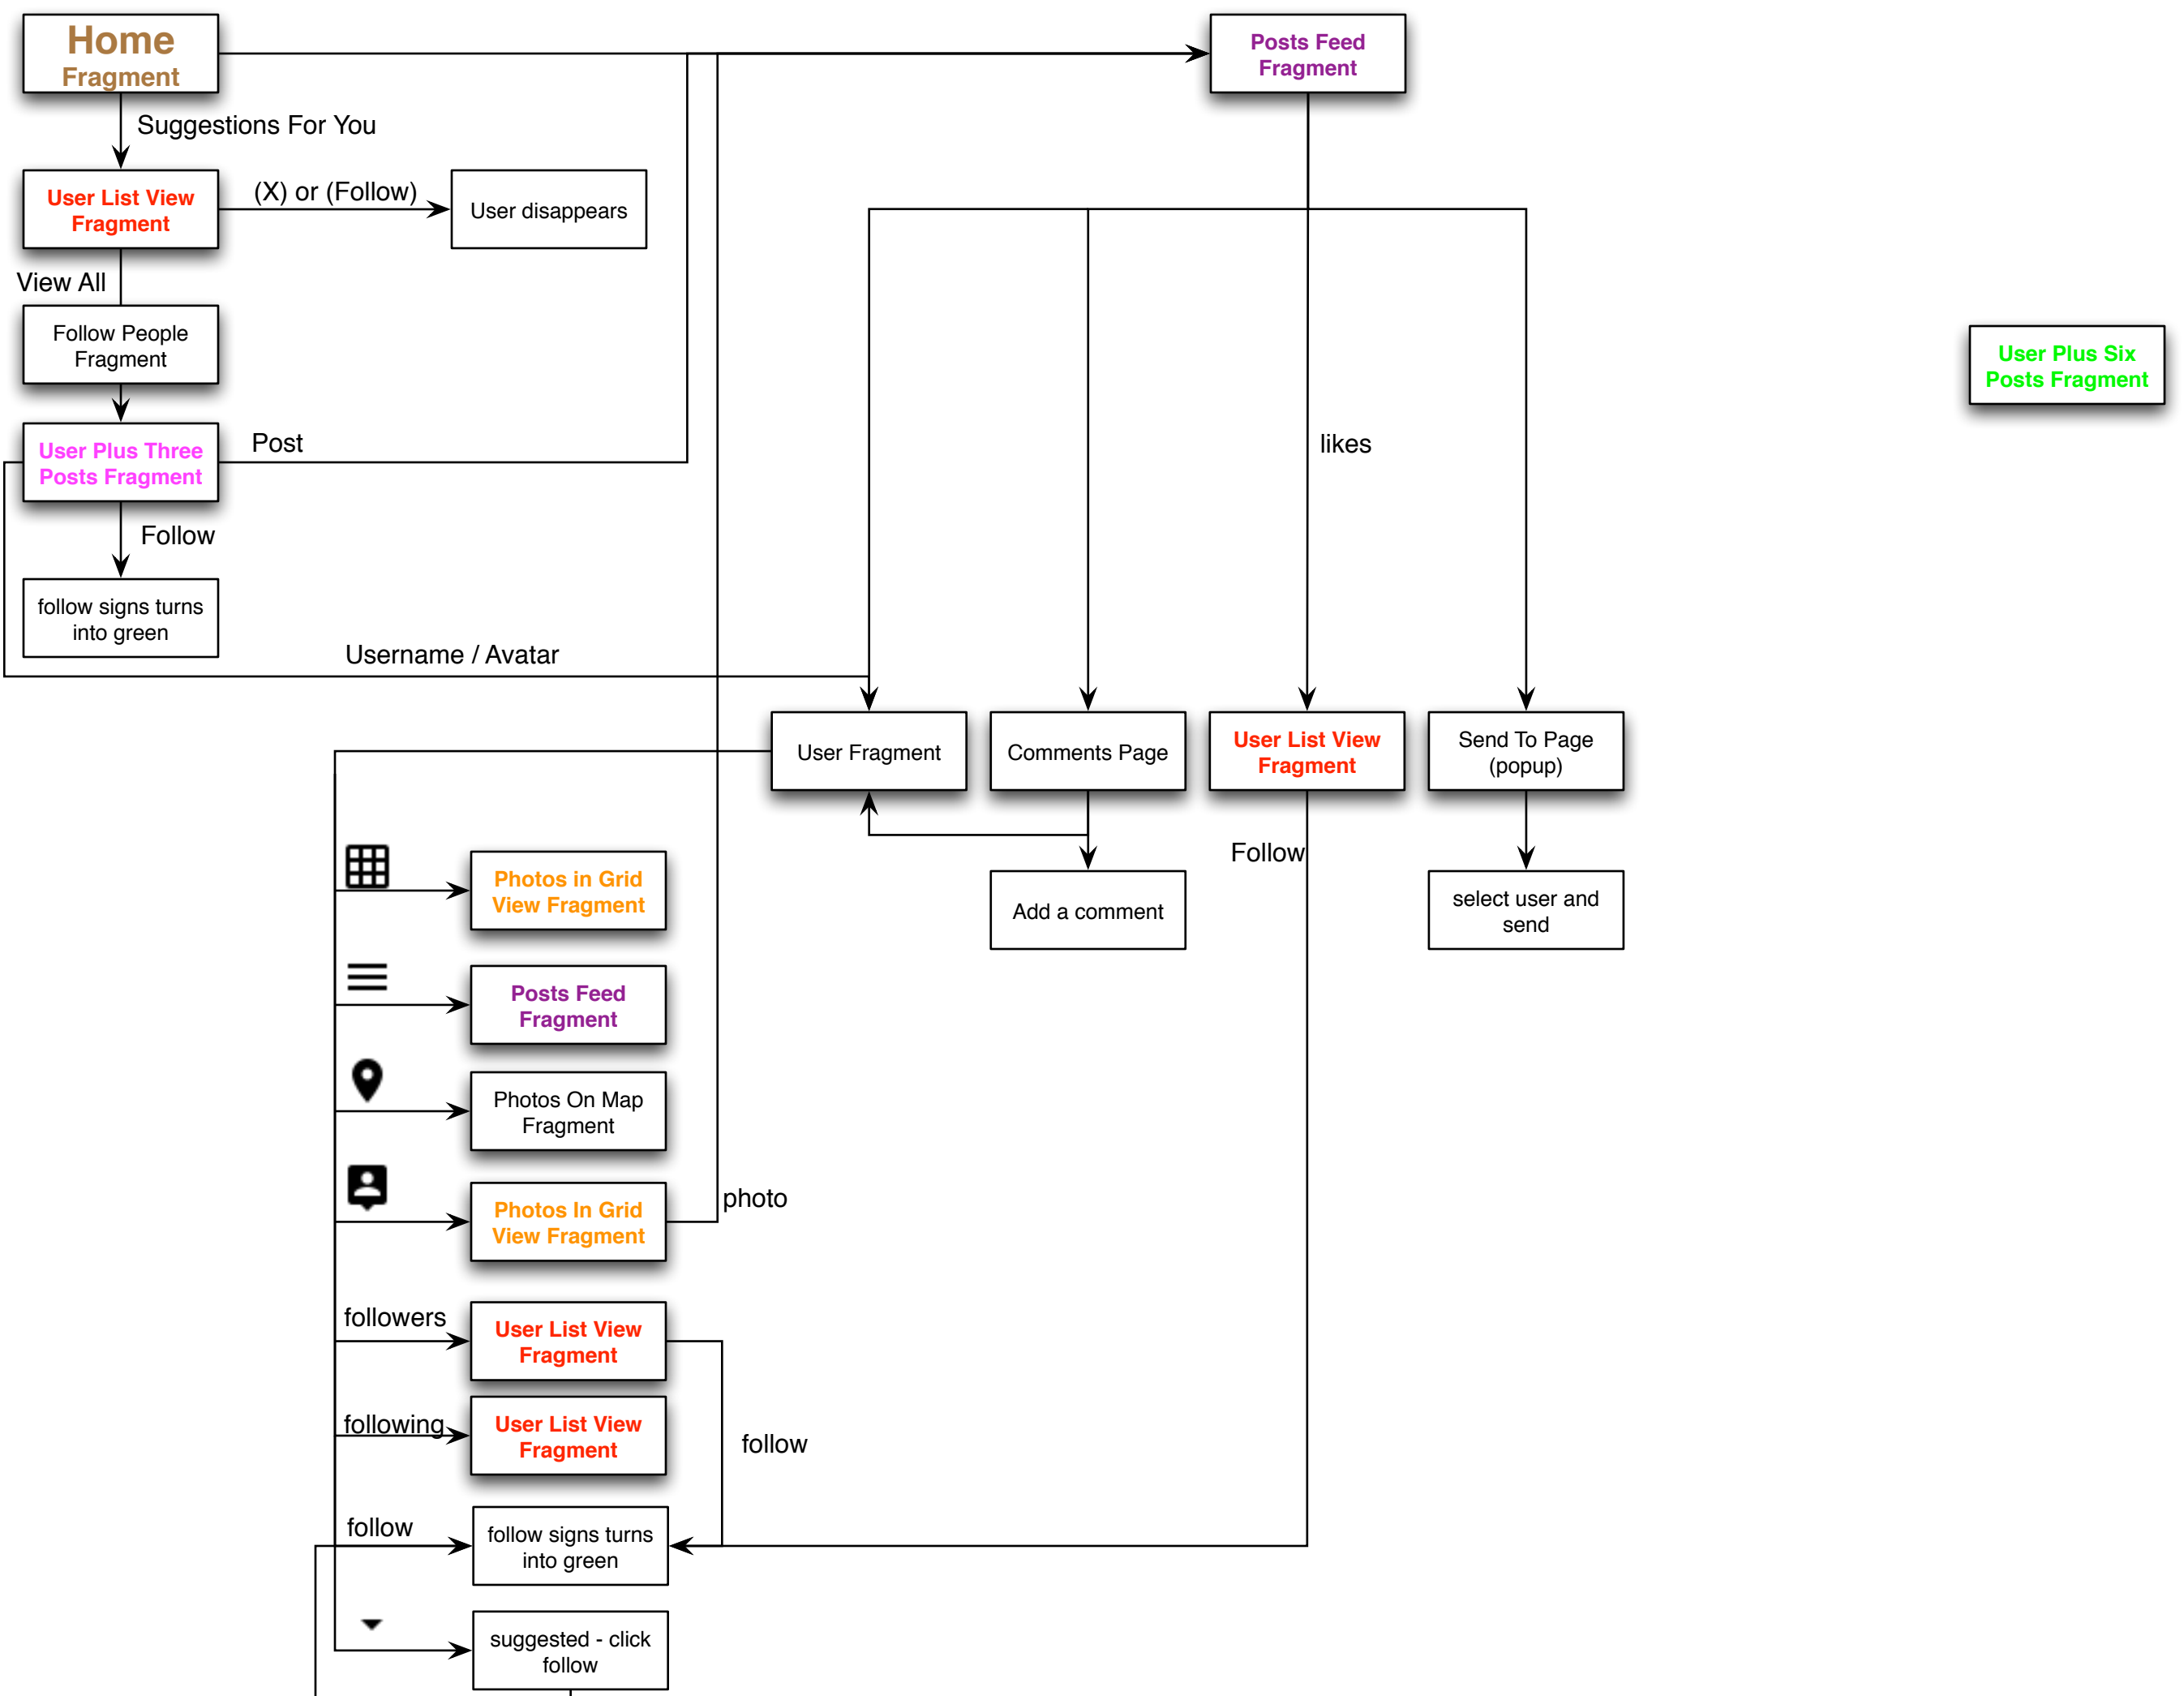 Home
Fragment
Posts Feed
Fragment
Suggestions For You
User List View
Fragment
(X) or (Follow)
User disappears
View All
Follow People
Fragment
User Plus Six
Posts Fragment
User Plus Three
Posts Fragment
Post
likes
Follow
follow signs turns
into green
Username / Avatar
User Fragment
Comments Page
User List View
Fragment
Send To Page
(popup)
Follow
Photos in Grid
View Fragment
Add a comment
select user and
send
Posts Feed
Fragment
Photos On Map
Fragment
Photos In Grid
View Fragment
photo
followers
User List View
Fragment
following
User List View
Fragment
follow
follow
follow signs turns
into green
suggested - click
follow